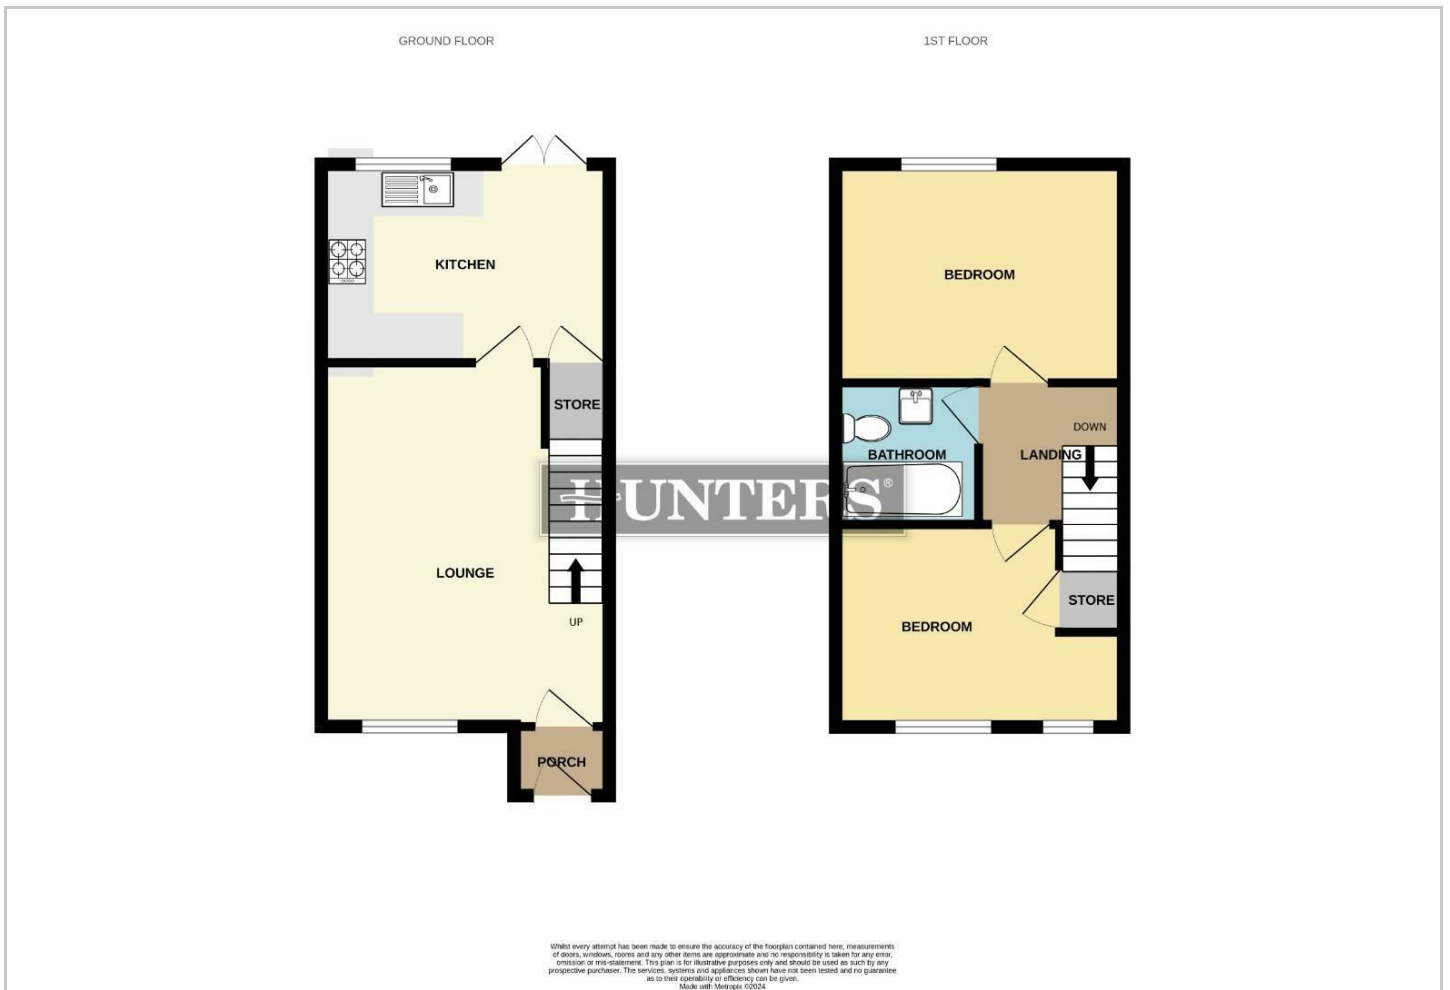 GROUND FLOOR
1ST FLOOR
KITCHEN
STORE
LOUNGE
UP
PORCH
BEDROOM
DOWN
BATHROOM
LANDING
STORE
BEDROOM
HUNTERS®
Whilst every attempt has been made to ensure the accuracy of the floorplan contained here, measurements
of doors, windows, rooms and any other items are approximate and no responsibility is taken for any error,
omission or mis-statement. This plan is for illustrative purposes only and should be used as such by any
prospective purchaser. The services, systems and appliances shown have not been tested and no guarantee
as to their operability or efficiency can be given.
Made with Metropix ©2024